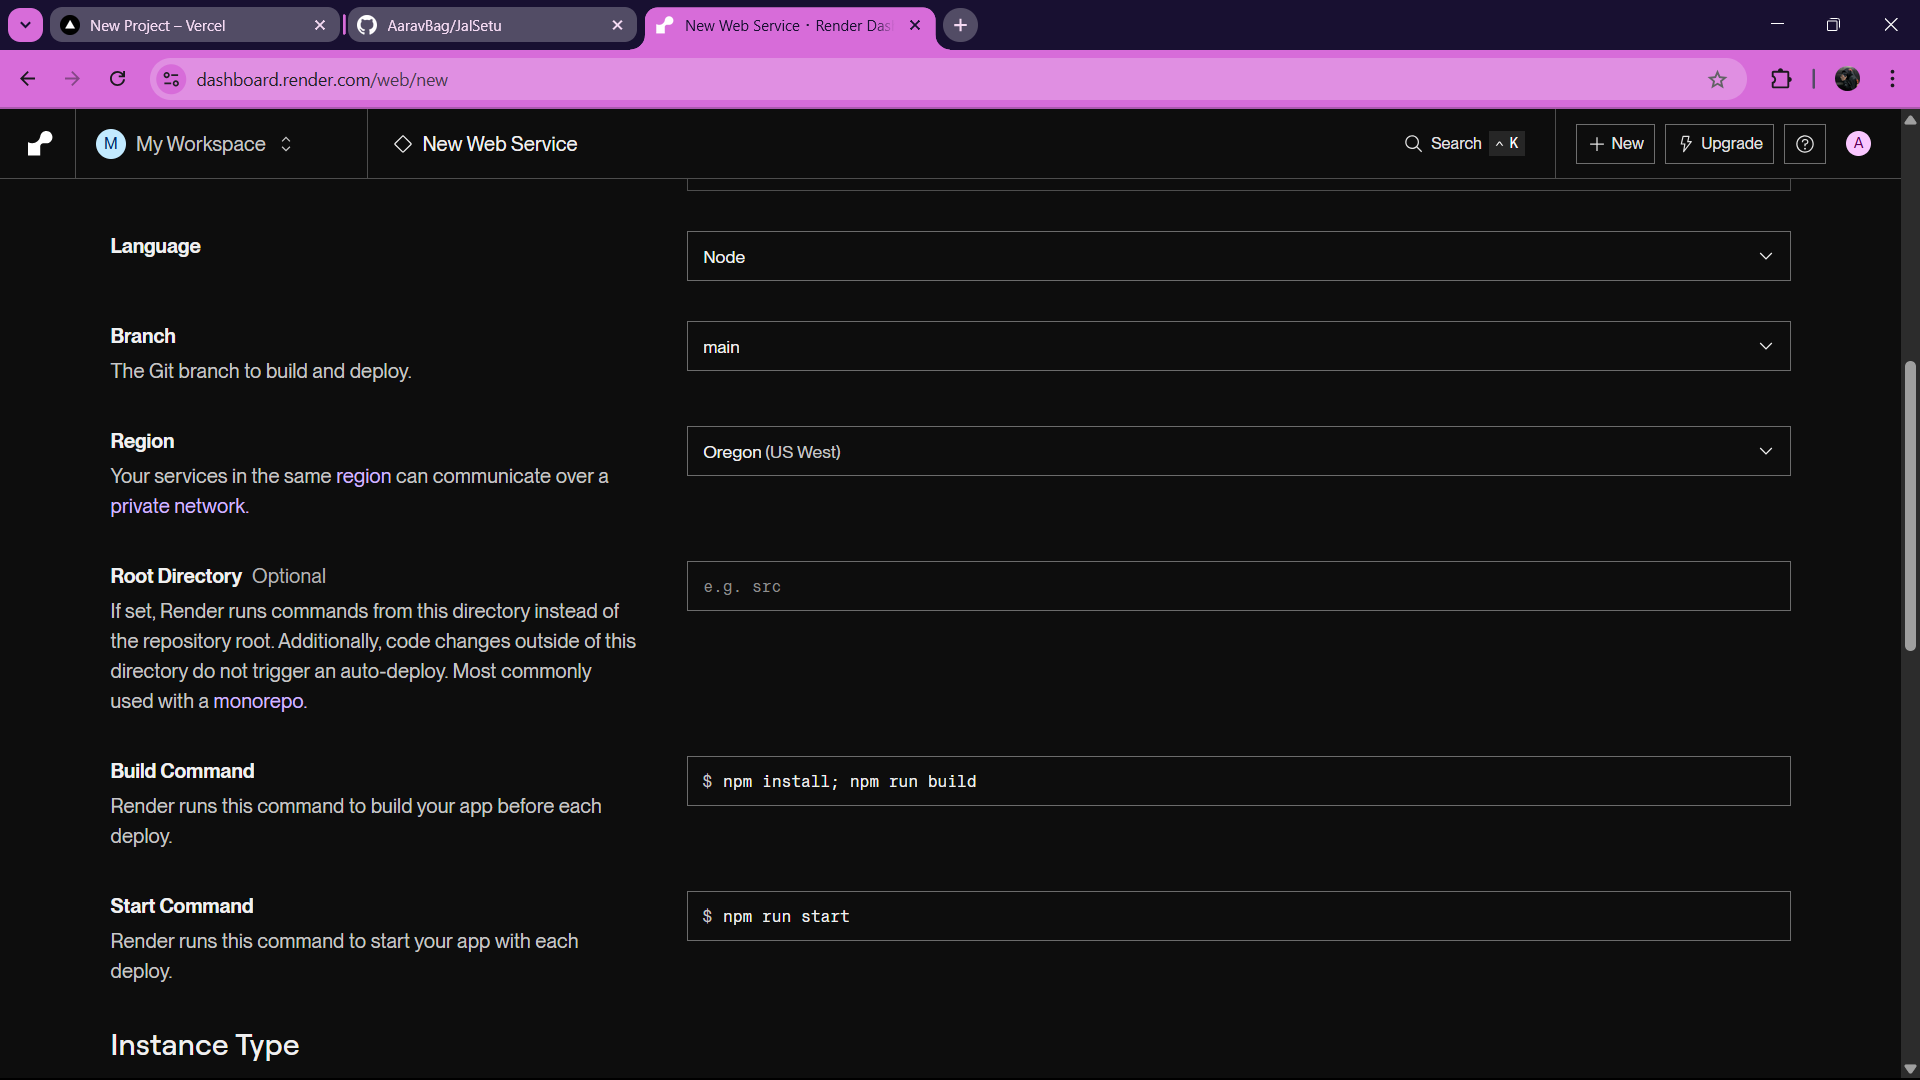 New Project – Vercel
AaravBag/JalSetu
New Web Service · Render Das
dashboard.render.com/web/new
M
My Workspace
New Web Service
Search
^ K
+ New
Upgrade
A
Language
Node
Branch
main
The Git branch to build and deploy.
Region
Oregon (US West)
Your services in the same region can communicate over a
private network.
Root Directory Optional
e.g. src
If set, Render runs commands from this directory instead of
the repository root. Additionally, code changes outside of this
directory do not trigger an auto-deploy. Most commonly
used with a monorepo.
Build Command
$ npm install; npm run build
Render runs this command to build your app before each
deploy.
Start Command
$ npm run start
Render runs this command to start your app with each
deploy.
Instance Type